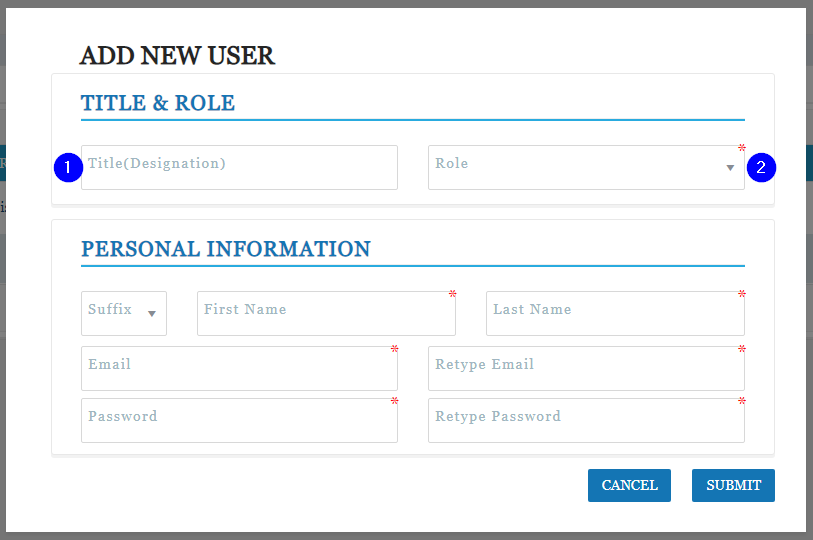 ADD NEW USER
TITLE & ROLE
1 Title(Designation) Role * 2
PERSONAL INFORMATION
Suffix First Name * Last Name *
Email * Retype Email *
Password * Retype Password *
CANCEL SUBMIT